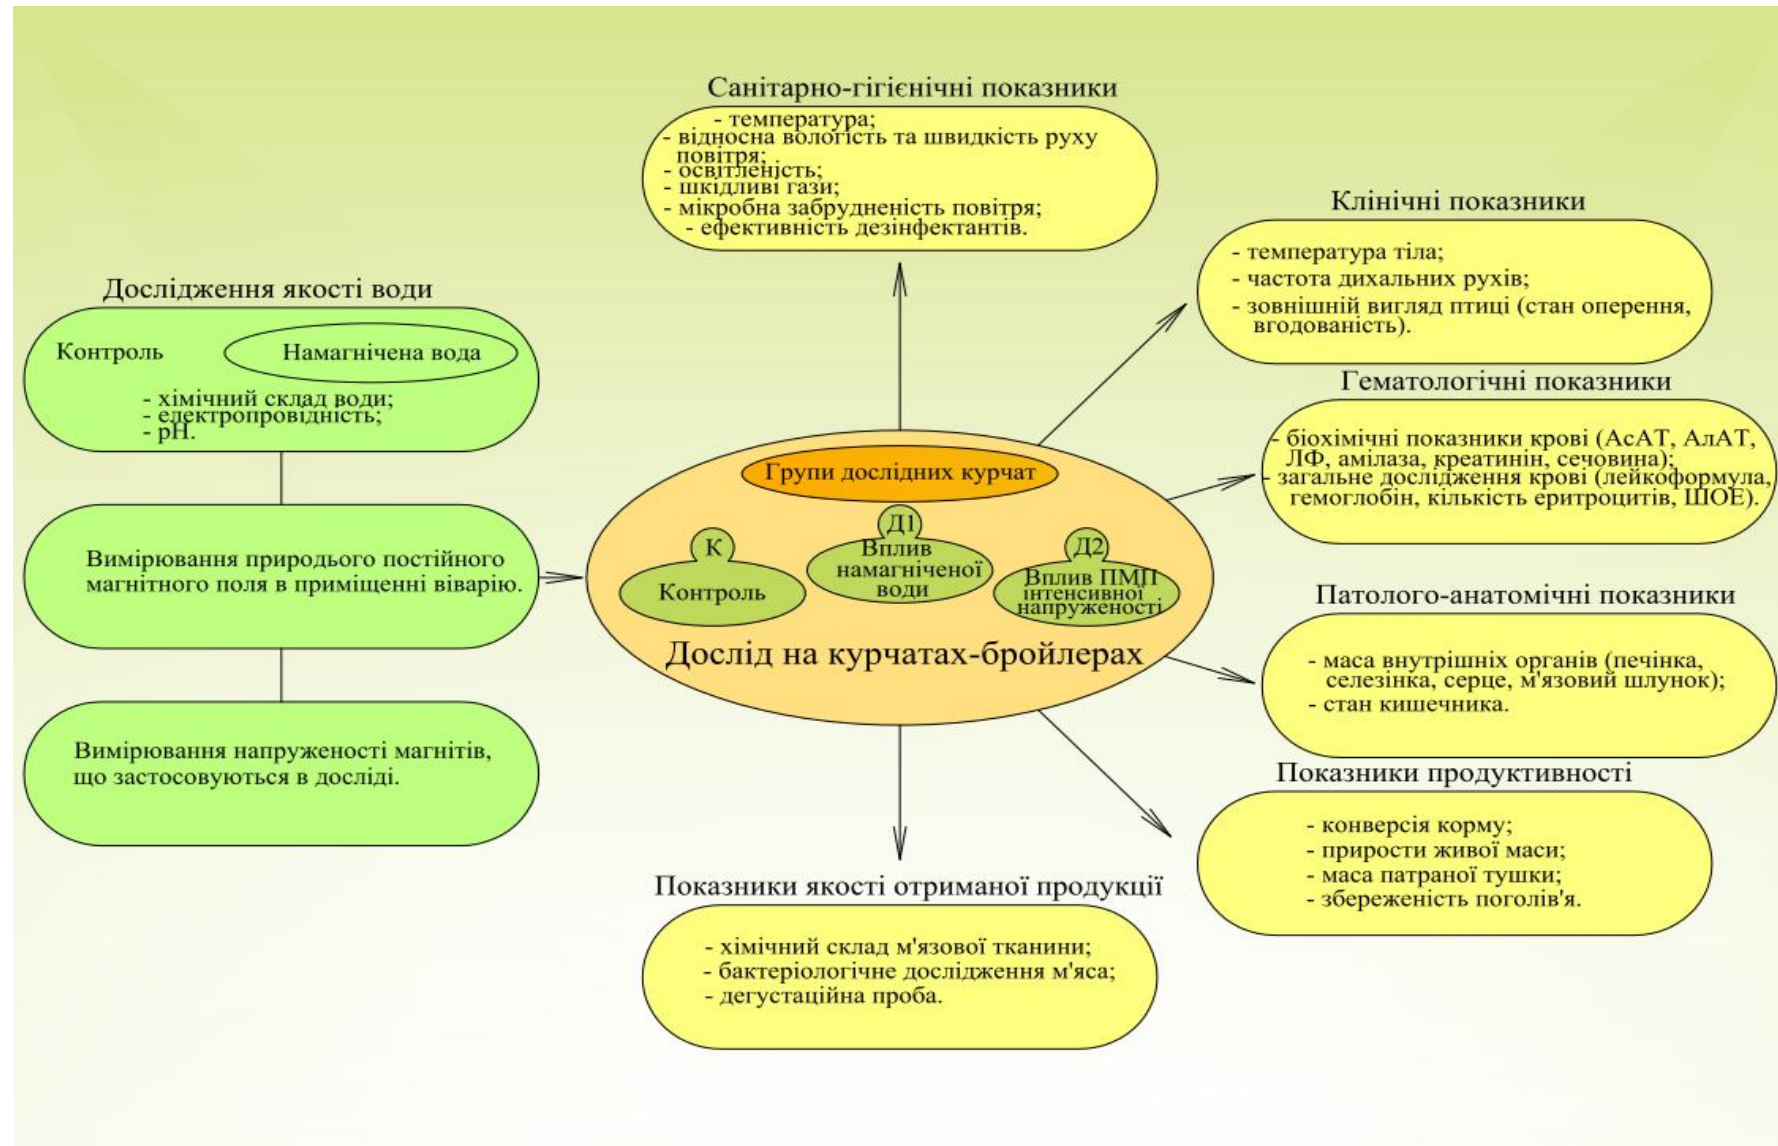 Санітарно-гігієнічні показники
- температура;
- відносна вологість та швидкість руху
повітря; .
- освітленість;
- шкідливі гази;
- мікробна забрудненість повітря;
- ефективність дезінфектантів.
Клінічні показники
- температура тіла;
- частота дихальних рухів;
- зовнішній вигляд птиці (стан оперення,
вгодованість).
Дослідження якості води
Контроль
Намагнічена вода
- хімічний склад води;
- електропровідність;
- pH.
Гематологічні показники
- біохімічні показники крові (АсАТ, АлАТ,
ЛФ, амілаза, креатинін, сечовина);
- загальне дослідження крові (лейкоформула,
гемоглобін, кількість еритроцитів, ШОЕ).
Вимірювання природього постійного
магнітного поля в приміщенні віварію.
Групи дослідних курчат
К
Контроль
Д1
Вплив
намагніченої
води
Д2
Вплив ПМП
інтенсивної
напруженості
Дослід на курчатах-бройлерах
Патолого-анатомічні показники
- маса внутрішніх органів (печінка,
селезінка, серце, м'язовий шлунок);
- стан кишечника.
Вимірювання напруженості магнітів,
що застосовуються в досліді.
Показники продуктивності
- конверсія корму;
- прирости живої маси;
- маса патраної тушки;
- збереженість поголів'я.
Показники якості отриманої продукції
- хімічний склад м'язової тканини;
- бактеріологічне дослідження м'яса;
- дегустаційна проба.